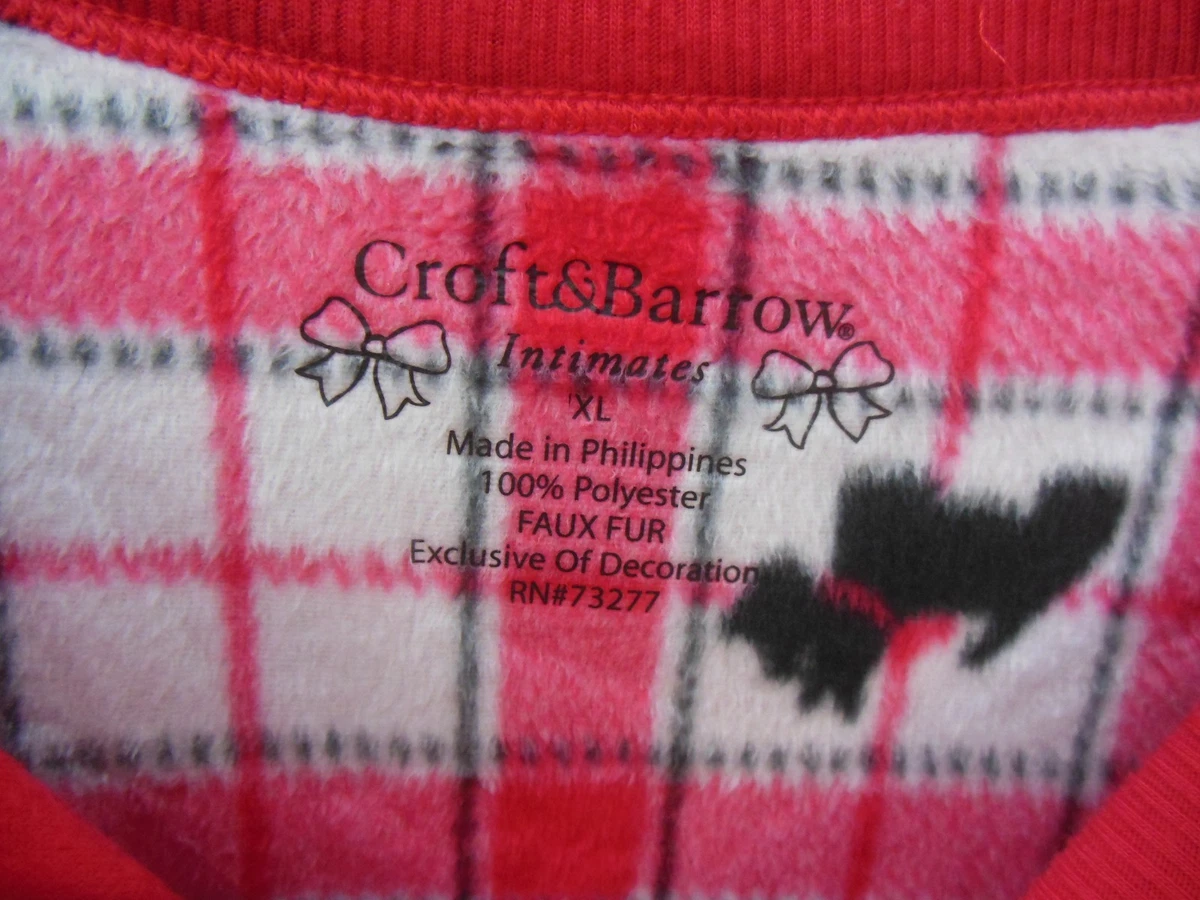 Croft&Barrow®
Intimates
XL
Made in Philippines
100% Polyester
FAUX FUR
Exclusive Of Decoration
RN#73277